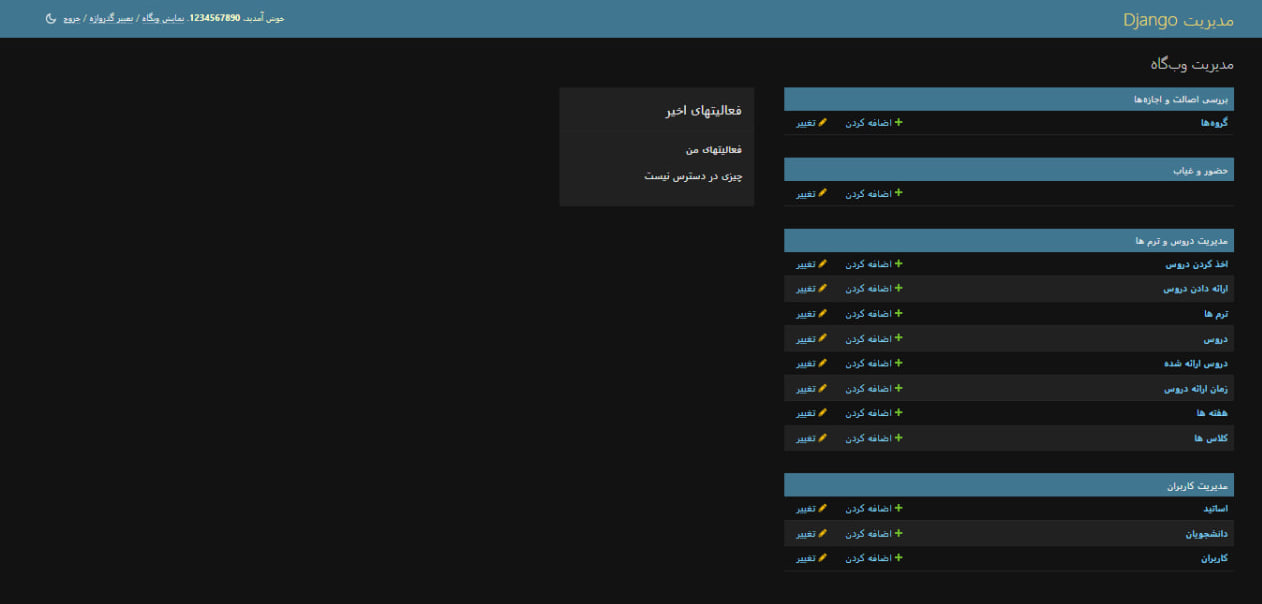 مدیریت Django
خوش آمدید، 1234567890. نمایش وبگاه / تغییر گذرواژه / خروج
مدیریت وب‌گاه
بررسی اصالت و اجازه‌ها
گروه‌ها اضافه کردن تغییر
حضور و غیاب
اضافه کردن تغییر
مدیریت دروس و ترم ها
اخذ کردن دروس اضافه کردن تغییر
ارائه دادن دروس اضافه کردن تغییر
ترم ها اضافه کردن تغییر
دروس اضافه کردن تغییر
دروس ارائه شده اضافه کردن تغییر
زمان ارائه دروس اضافه کردن تغییر
هفته ها اضافه کردن تغییر
کلاس ها اضافه کردن تغییر
مدیریت کاربران
اساتید اضافه کردن تغییر
دانشجویان اضافه کردن تغییر
کاربران اضافه کردن تغییر
فعالیتهای اخیر
فعالیتهای من
چیزی در دسترس نیست